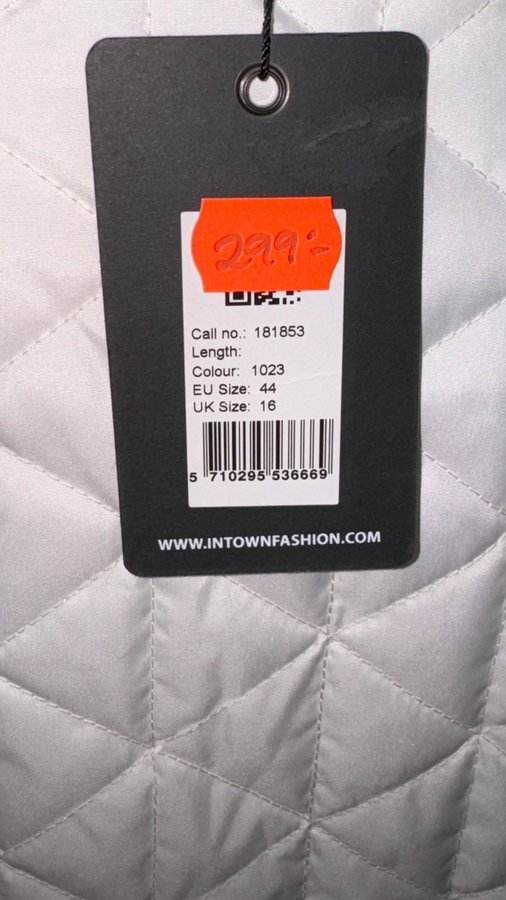 299:-
Call no.: 181853
Length:
Colour: 1023
EU Size: 44
UK Size: 16
5 710295 536669
WWW.INTOWNFASHION.COM